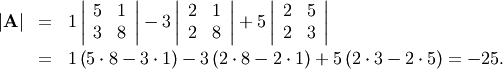 |A| = 1 | 5 1 | − 3 | 2 1 | + 5 | 2 5 |
| 3 8 | | 2 8 | | 2 3 |
= 1 (5 · 8 − 3 · 1) − 3 (2 · 8 − 2 · 1) + 5 (2 · 3 − 2 · 5) = −25.